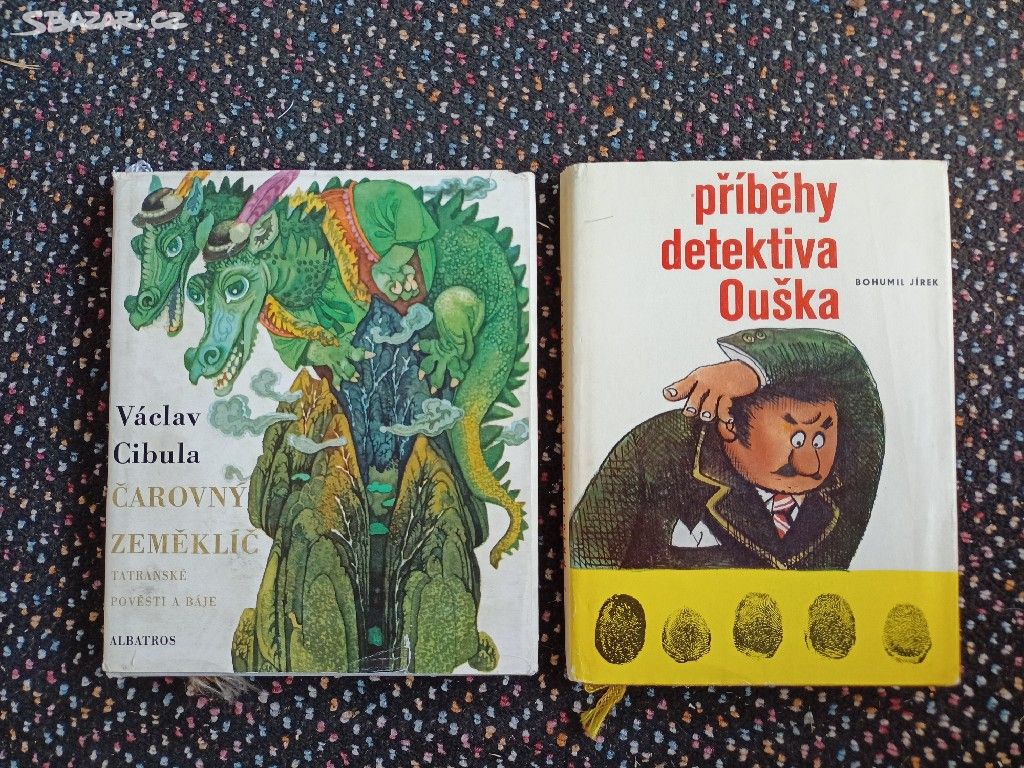 SBAZAR.CZ
Václav
Cibula
ČAROVNÝ
ZEMĚKLÍČ
TATRANSKÉ
POVĚSTI A BÁJE
ALBATROS
příběhy
detektiva
Ouška
BOHUMIL JÍREK